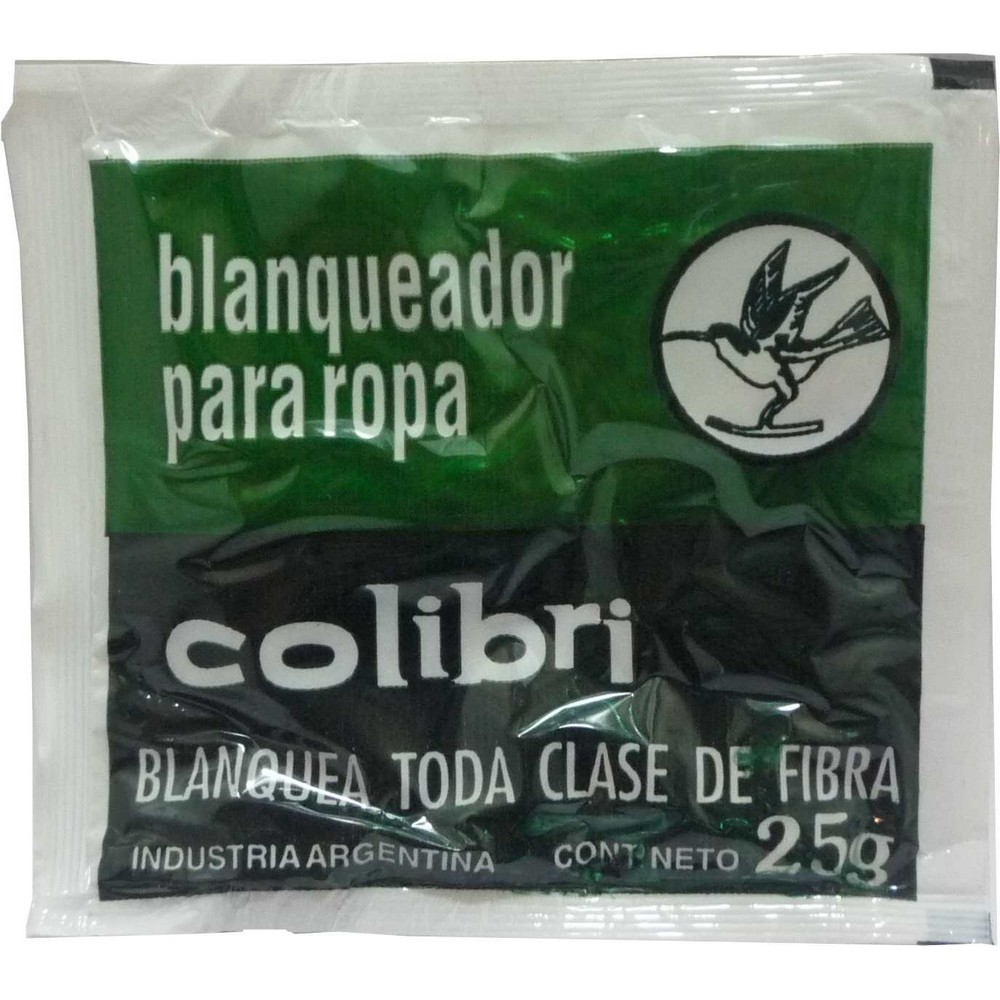 blanqueador
para ropa
colibri
BLANQUEA TODA CLASE DE FIBRA
INDUSTRIA ARGENTINA CONT. NETO 25g